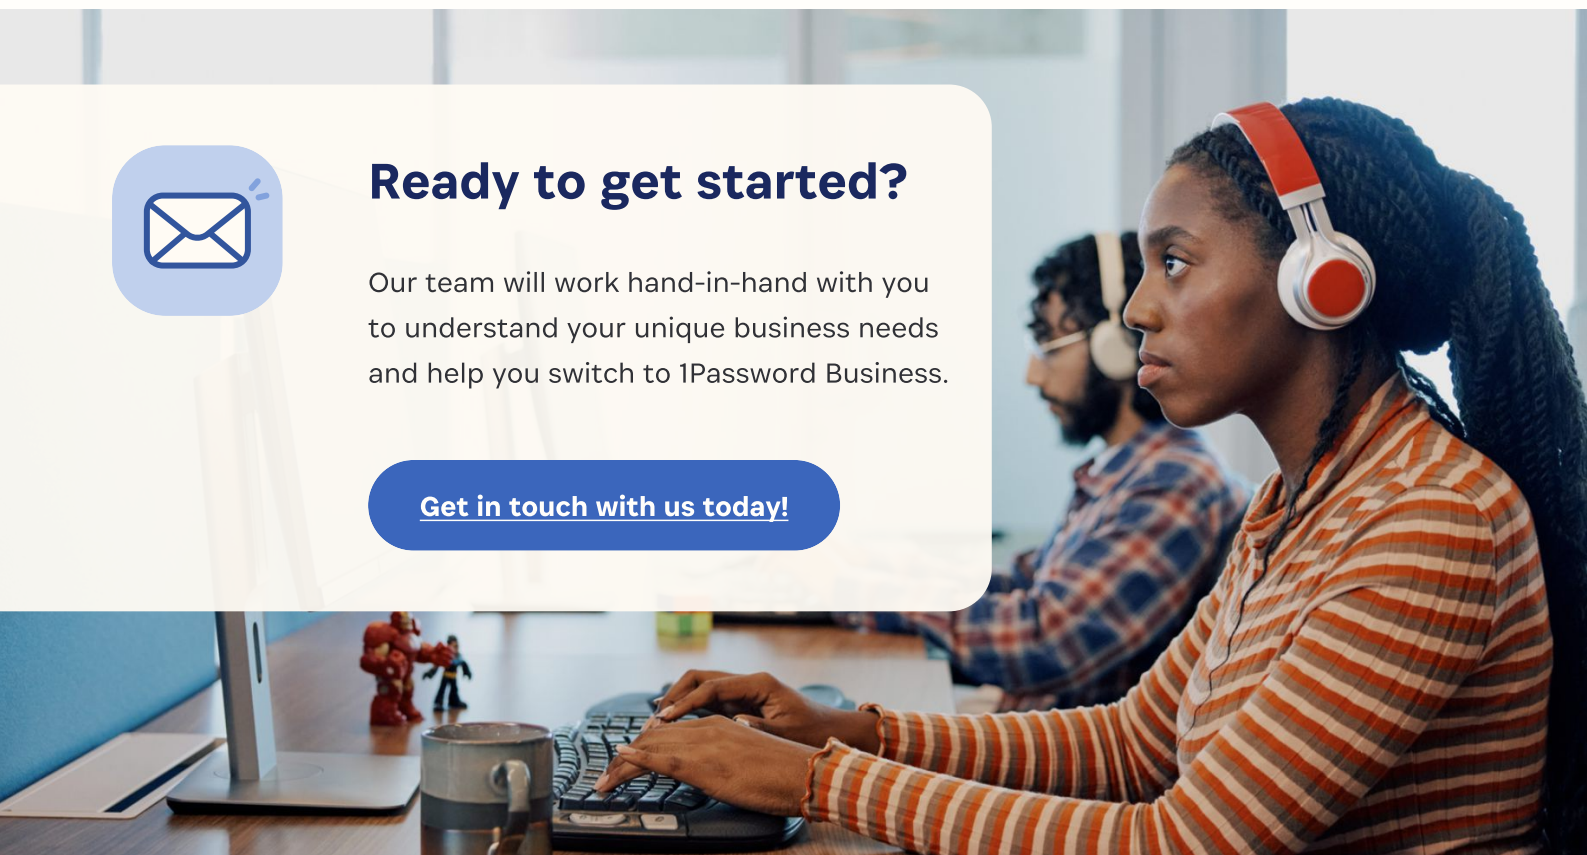 Ready to get started?
Our team will work hand-in-hand with you
to understand your unique business needs
and help you switch to 1Password Business.
Get in touch with us today!